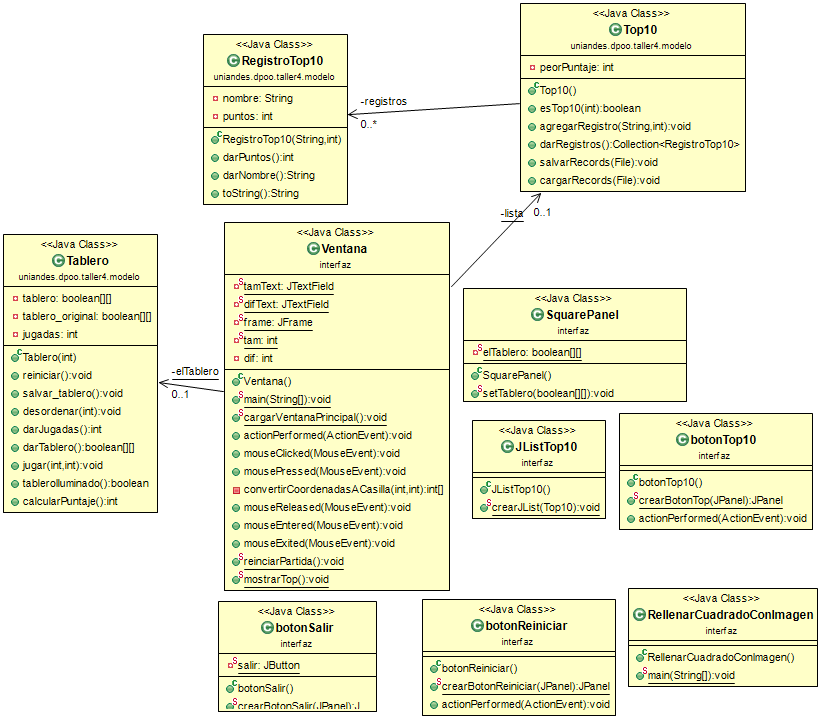 <<Java Class>>
RegistroTop10
uniandes.dpoo.taller4.modelo
nombre: String
puntos: int
RegistroTop10(String,int)
darPuntos():int
darNombre():String
toString():String
<<Java Class>>
Top10
uniandes.dpoo.taller4.modelo
peorPuntaje: int
Top10()
esTop10(int):boolean
agregarRegistro(String,int):void
darRegistros():Collection<RegistroTop10>
salvarRecords(File):void
cargarRecords(File):void
-registros
0..*
-lista
0..1
<<Java Class>>
Tablero
uniandes.dpoo.taller4.modelo
tablero: boolean[][]
tablero_original: boolean[][]
jugadas: int
Tablero(int)
reiniciar():void
salvar_tablero():void
desordenar(int):void
darJugadas():int
darTablero():boolean[][]
jugar(int,int):void
tableroIluminado():boolean
calcularPuntaje():int
-elTablero
0..1
<<Java Class>>
Ventana
interfaz
tamText: JTextField
difText: JTextField
frame: JFrame
tam: int
dif: int
Ventana()
main(String[]):void
cargarVentanaPrincipal():void
actionPerformed(ActionEvent):void
mouseClicked(MouseEvent):void
mousePressed(MouseEvent):void
convertirCoordenadasACasilla(int,int):int[]
mouseReleased(MouseEvent):void
mouseEntered(MouseEvent):void
mouseExited(MouseEvent):void
reinciarPartida():void
mostrarTop():void
<<Java Class>>
SquarePanel
interfaz
elTablero: boolean[][]
SquarePanel()
setTablero(boolean[][]):void
<<Java Class>>
JListTop10
interfaz
JListTop10()
crearJList(Top10):void
<<Java Class>>
botonTop10
interfaz
botonTop10()
crearBotonTop(JPanel):JPanel
actionPerformed(ActionEvent):void
<<Java Class>>
botonSalir
interfaz
salir: JButton
botonSalir()
crearBotonSalir(JPanel):J
<<Java Class>>
botonReiniciar
interfaz
botonReiniciar()
crearBotonReiniciar(JPanel):JPanel
actionPerformed(ActionEvent):void
<<Java Class>>
RellenarCuadradoConImagen
interfaz
RellenarCuadradoConImagen()
main(String[]):void